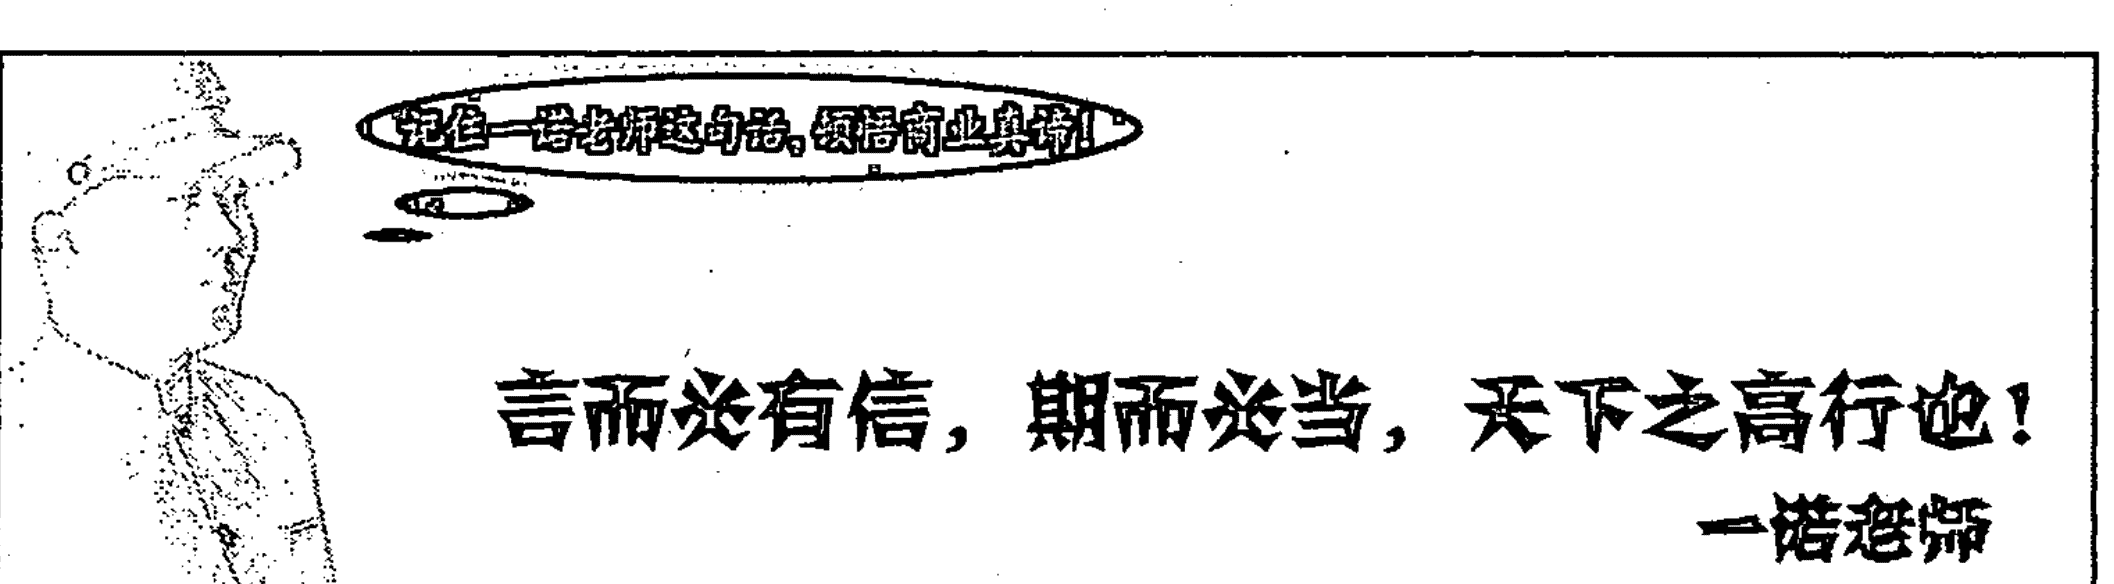 记住一诺老师这句话，领悟商业真谛！
言而必有信，期而必当，天下之高行也！
一诺老师